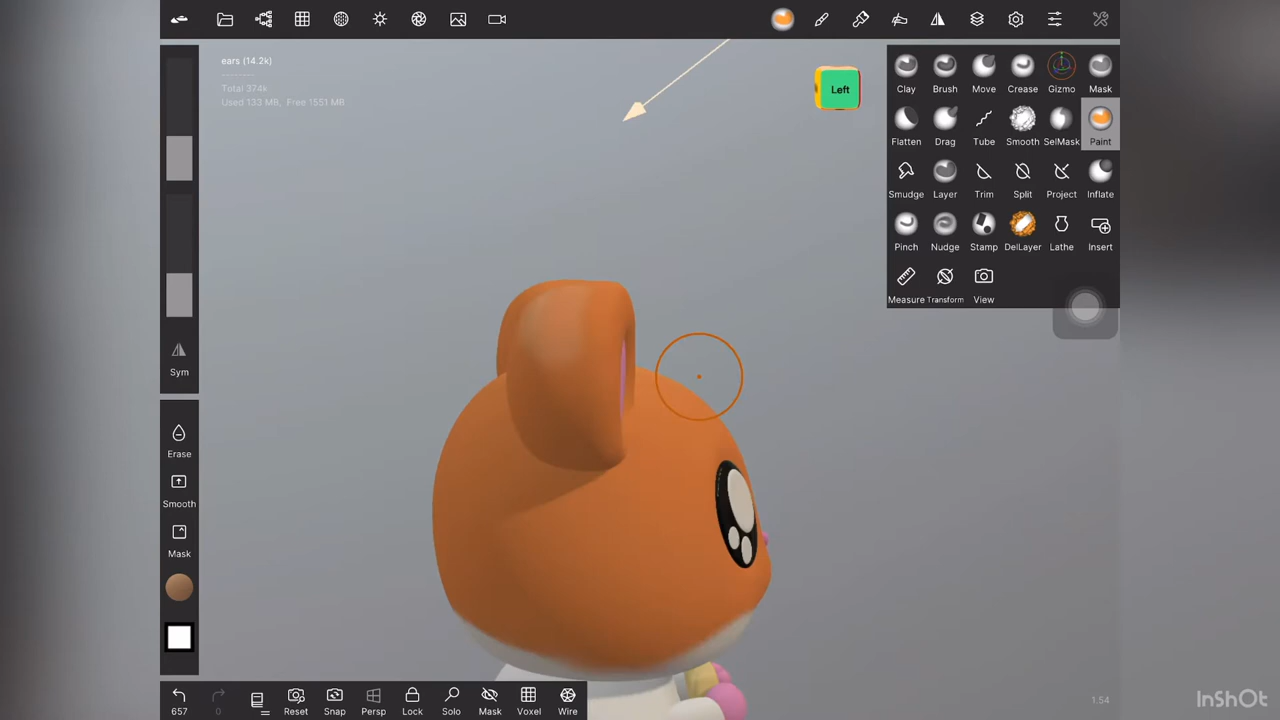 ears (14.2k)
Total 374k
Used 133 MB, Free 1551 MB
Left
Clay Brush Move Crease Gizmo Mask
Flatten Drag Tube Smooth SelMask Paint
Smudge Layer Trim Split Project Inflate
Pinch Nudge Stamp DelLayer Lathe Insert
Measure Transform View
Sym
Erase
Smooth
Mask
657 0 Reset Snap Persp Lock Solo Mask Voxel Wire
1.54
InShOt